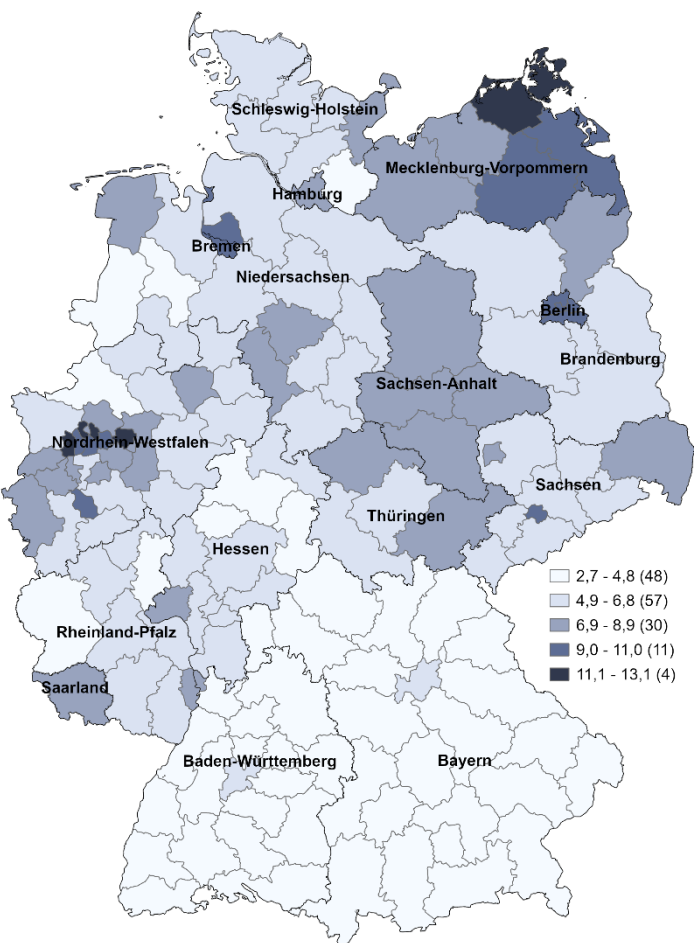 Schleswig-Holstein
Mecklenburg-Vorpommern
Hamburg
Bremen
Niedersachsen
Berlin
Brandenburg
Sachsen-Anhalt
Nordrhein-Westfalen
Sachsen
Thüringen
Hessen
2,7 - 4,8 (48)
4,9 - 6,8 (57)
6,9 - 8,9 (30)
9,0 - 11,0 (11)
11,1 - 13,1 (4)
Rheinland-Pfalz
Saarland
Baden-Württemberg
Bayern